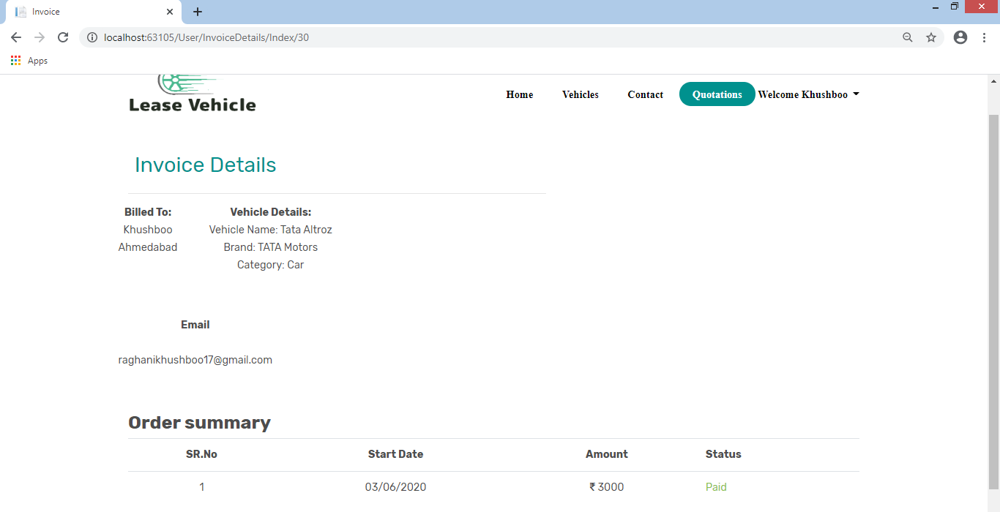 Invoice
localhost:63105/User/InvoiceDetails/Index/30
Apps
Lease Vehicle
Home Vehicles Contact Quotations Welcome Khushboo
Invoice Details
Billed To: Vehicle Details:
Khushboo Vehicle Name: Tata Altroz
Ahmedabad Brand: TATA Motors
Category: Car
Email
raghanikhushboo17@gmail.com
Order summary
SR.No Start Date Amount Status
1 03/06/2020 ₹ 3000 Paid